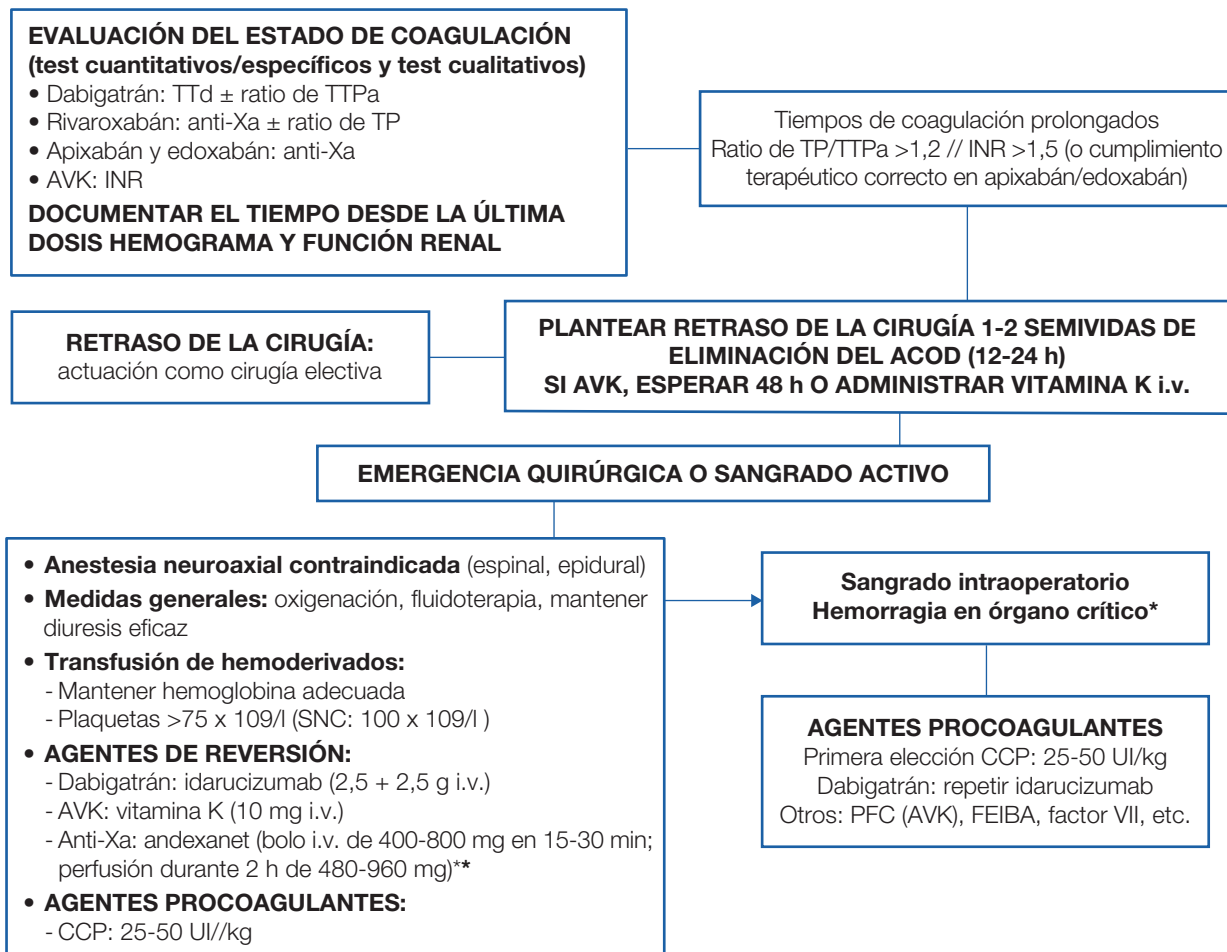 EVALUACIÓN DEL ESTADO DE COAGULACIÓN
(test cuantitativos/específicos y test cualitativos)
• Dabigatrán: TTd ± ratio de TTPa
• Rivaroxabán: anti-Xa ± ratio de TP
• Apixabán y edoxabán: anti-Xa
• AVK: INR
DOCUMENTAR EL TIEMPO DESDE LA ÚLTIMA
DOSIS HEMOGRAMA Y FUNCIÓN RENAL
Tiempos de coagulación prolongados
Ratio de TP/TTPa >1,2 // INR >1,5 (o cumplimiento
terapéutico correcto en apixabán/edoxabán)
RETRASO DE LA CIRUGÍA:
actuación como cirugía electiva
PLANTEAR RETRASO DE LA CIRUGÍA 1-2 SEMIVIDAS DE
ELIMINACIÓN DEL ACOD (12-24 h)
SI AVK, ESPERAR 48 h O ADMINISTRAR VITAMINA K i.v.
EMERGENCIA QUIRÚRGICA O SANGRADO ACTIVO
• Anestesia neuroaxial contraindicada (espinal, epidural)
• Medidas generales: oxigenación, fluidoterapia, mantener
diuresis eficaz
• Transfusión de hemoderivados:
- Mantener hemoglobina adecuada
- Plaquetas >75 x 109/l (SNC: 100 x 109/l )
• AGENTES DE REVERSIÓN:
- Dabigatrán: idarucizumab (2,5 + 2,5 g i.v.)
- AVK: vitamina K (10 mg i.v.)
- Anti-Xa: andexanet (bolo i.v. de 400-800 mg en 15-30 min;
perfusión durante 2 h de 480-960 mg)**
• AGENTES PROCOAGULANTES:
- CCP: 25-50 UI//kg
Sangrado intraoperatorio
Hemorragia en órgano crítico*
AGENTES PROCOAGULANTES
Primera elección CCP: 25-50 UI/kg
Dabigatrán: repetir idarucizumab
Otros: PFC (AVK), FEIBA, factor VII, etc.